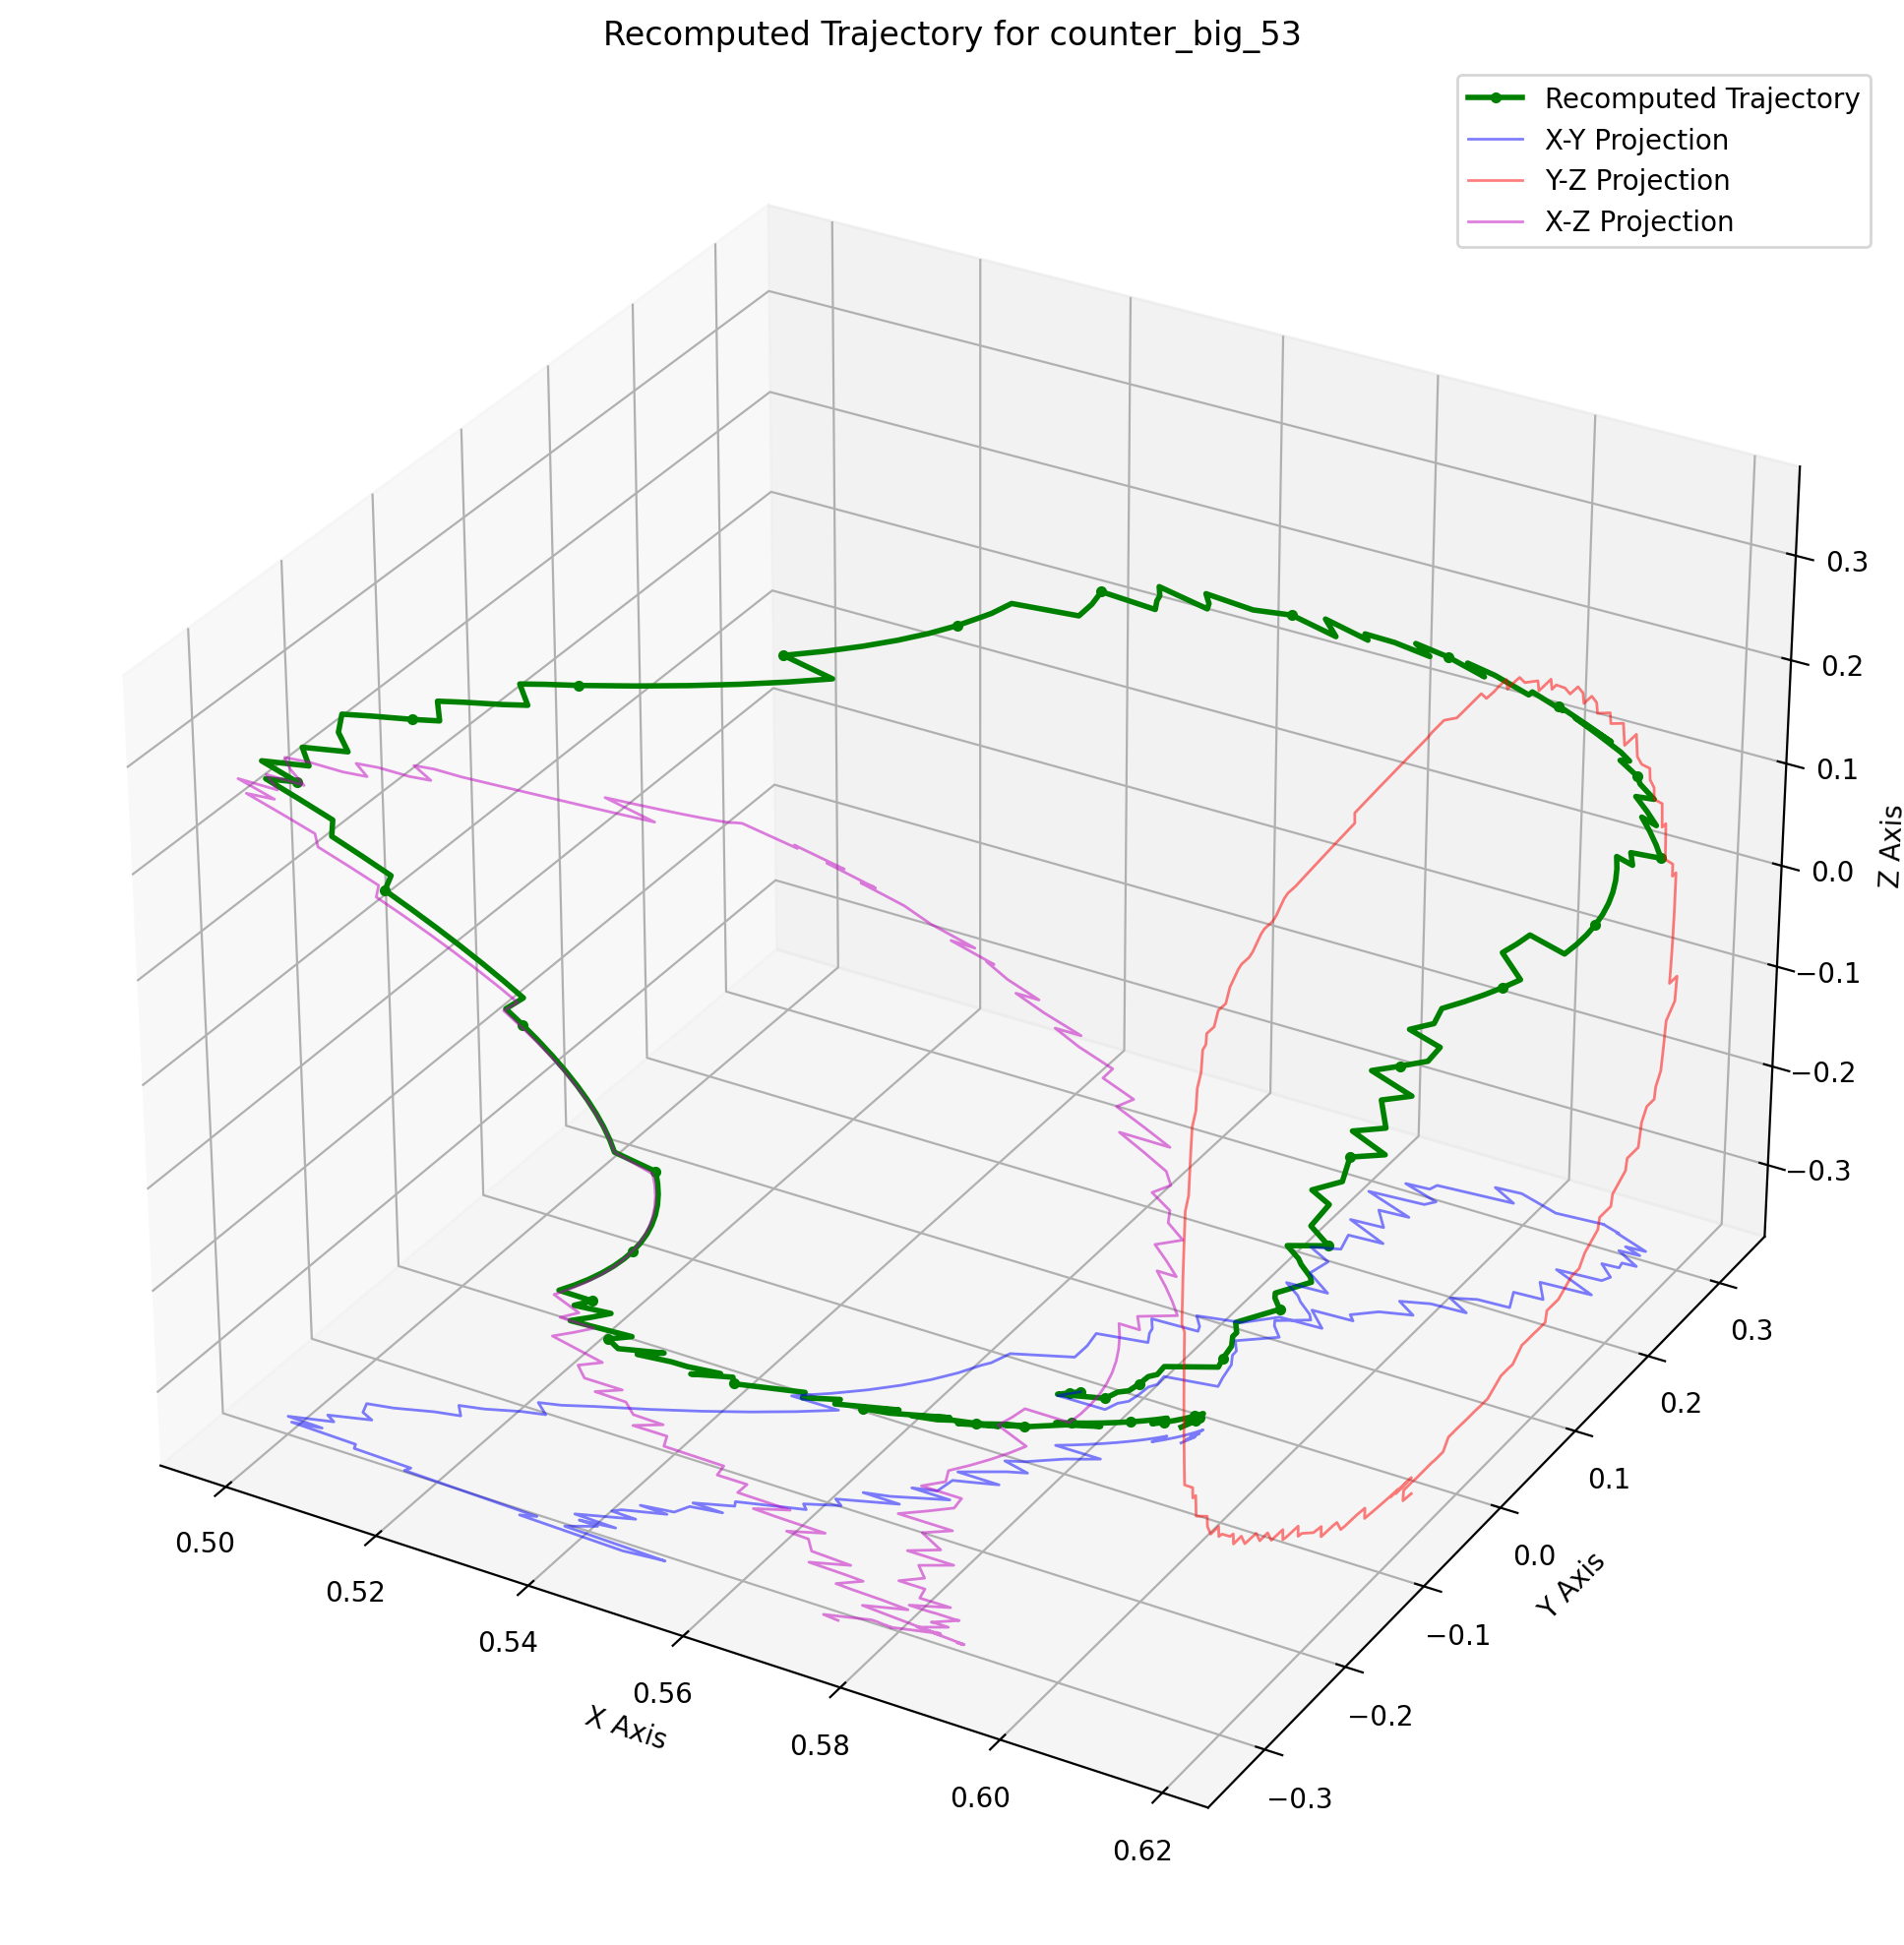 Recomputed Trajectory for counter_big_53
Recomputed Trajectory
X-Y Projection
Y-Z Projection
X-Z Projection
0.3
0.2
0.1
0.0
−0.1
−0.2
−0.3
Z Axis
0.3
0.2
0.1
0.0
−0.1
−0.2
−0.3
Y Axis
0.50
0.52
0.54
0.56
0.58
0.60
0.62
X Axis